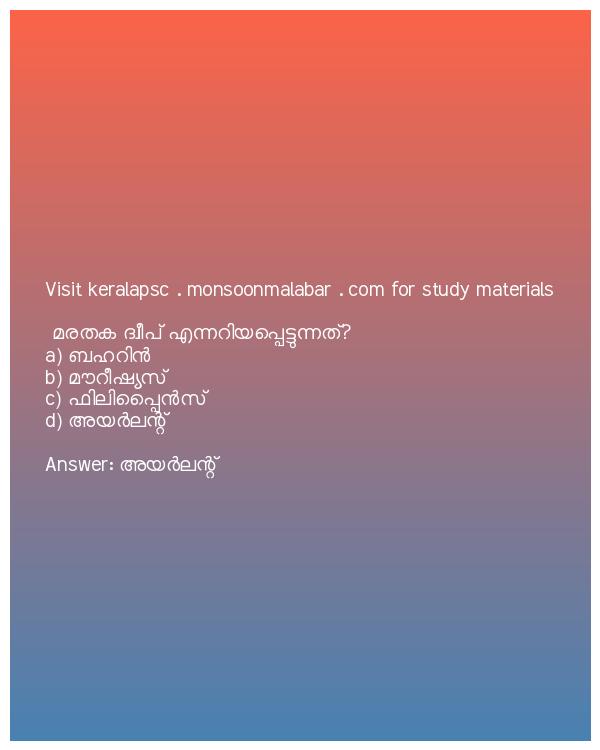 Visit keralapsc . monsoonmalabar . com for study materials
മരതക ദ്വീപ് എന്നറിയപ്പെട്ടുന്നത്?
a) ബഹറിൻ
b) മൗറീഷ്യസ്
c) ഫിലിപ്പൈൻസ്
d) അയർലന്റ്
Answer: അയർലന്റ്